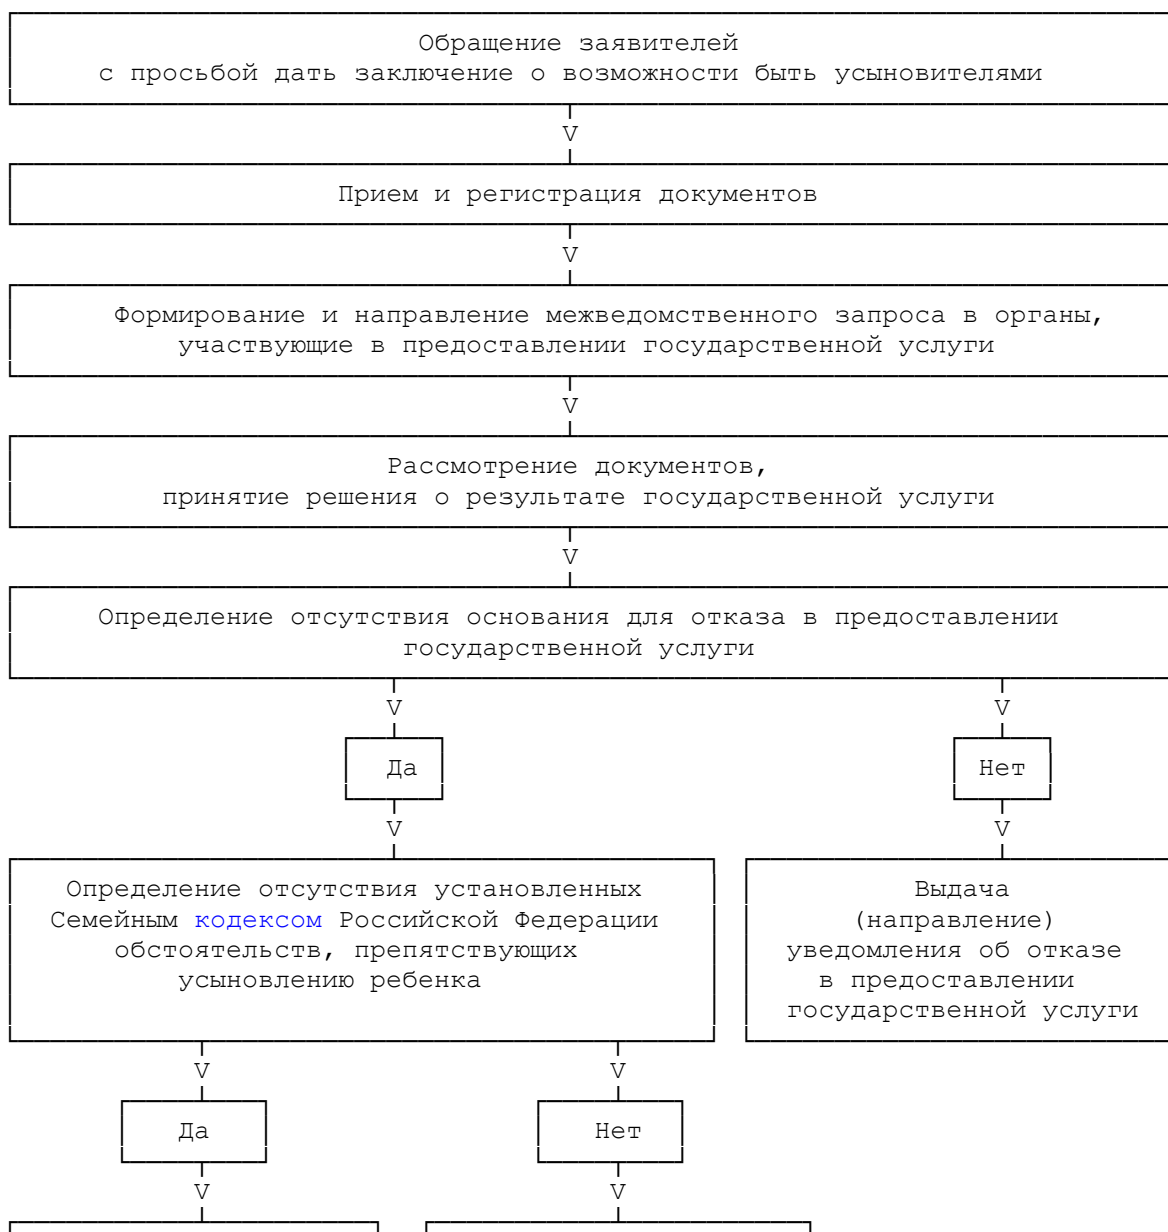 Обращение заявителей
с просьбой дать заключение о возможности быть усыновителями
V
Прием и регистрация документов
V
Формирование и направление межведомственного запроса в органы,
участвующие в предоставлении государственной услуги
V
Рассмотрение документов,
принятие решения о результате государственной услуги
V
Определение отсутствия основания для отказа в предоставлении
государственной услуги
V V
Да Нет
V V
Определение отсутствия установленных
Семейным кодексом Российской Федерации
обстоятельств, препятствующих
усыновлению ребенка
Выдача
(направление)
уведомления об отказе
в предоставлении
государственной услуги
V V
Да Нет
V V